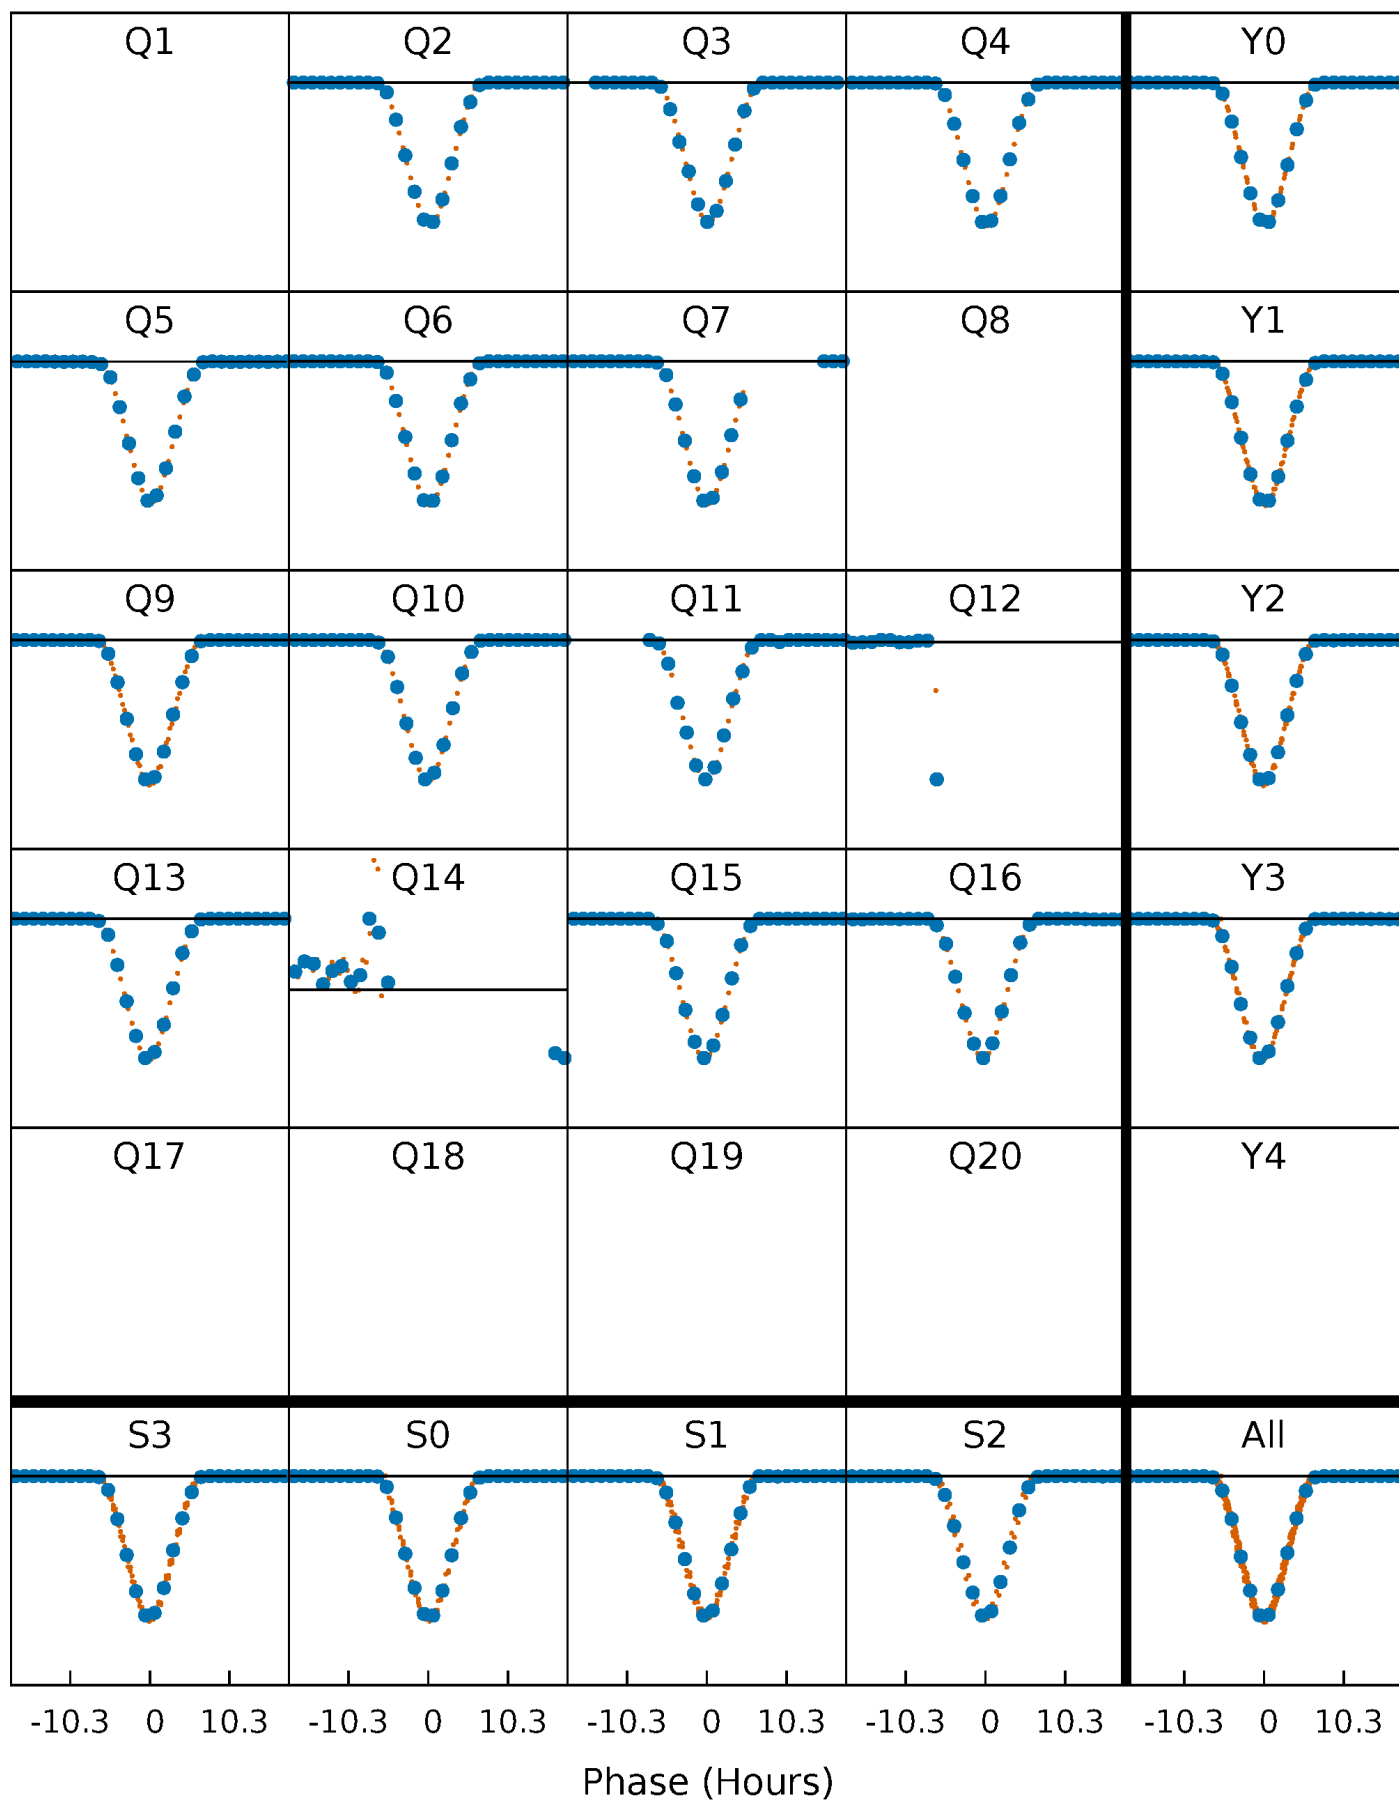 Q1 Q2 Q3 Q4 Y0
Q5 Q6 Q7 Q8 Y1
Q9 Q10 Q11 Q12 Y2
Q13 Q14 Q15 Q16 Y3
Q17 Q18 Q19 Q20 Y4
S3 S0 S1 S2 All
-10.3 0 10.3 -10.3 0 10.3 -10.3 0 10.3 -10.3 0 10.3 -10.3 0 10.3
Phase (Hours)